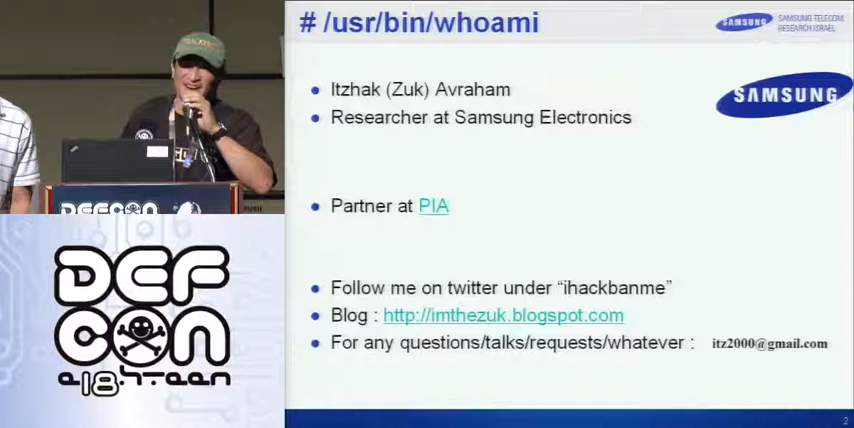 # /usr/bin/whoami
SAMSUNG
SAMSUNG TELECOM
RESEARCH ISRAEL
SAMSUNG
Itzhak (Zuk) Avraham
Researcher at Samsung Electronics
Partner at PIA
Follow me on twitter under “ihackbanme”
Blog : http://imthezuk.blogspot.com
For any questions/talks/requests/whatever : itz2000@gmail.com
2
DEFCON
DEF
CON
e18hteen